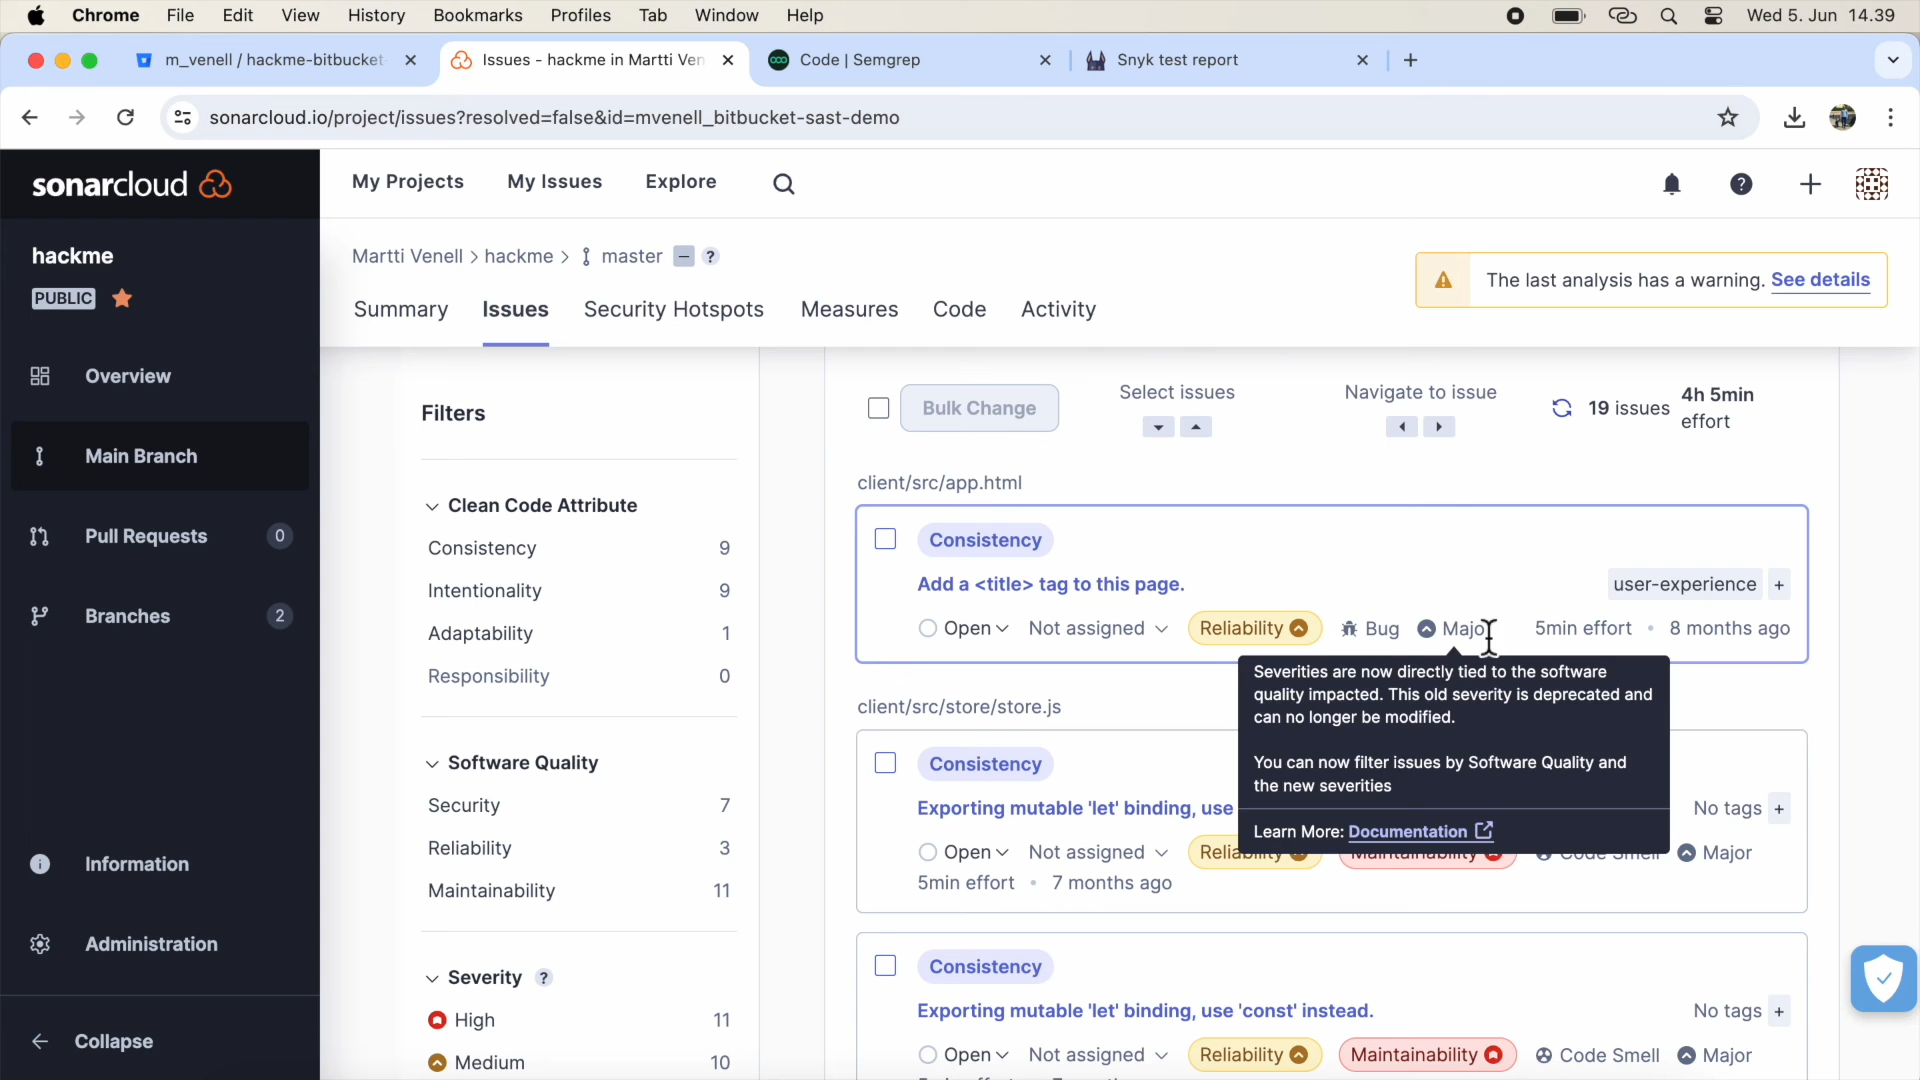 Chrome File Edit View History Bookmarks Profiles Tab Window Help Wed 5. Jun 14.39
m_venell / hackme-bitbucket- Issues - hackme in Martti Ven Code | Semgrep Snyk test report
sonarcloud.io/project/issues?resolved=false&id=mvenell_bitbucket-sast-demo
sonarcloud My Projects My Issues Explore
hackme
PUBLIC
Overview
Main Branch
Pull Requests 0
Branches 2
Information
Administration
Collapse
Martti Venell > hackme > master ?
The last analysis has a warning. See details
Summary Issues Security Hotspots Measures Code Activity
Filters
Clean Code Attribute
Consistency 9
Intentionality 9
Adaptability 1
Responsibility 0
Software Quality
Security 7
Reliability 3
Maintainability 11
Severity ?
High 11
Medium 10
Bulk Change
Select issues
Navigate to issue
19 issues
4h 5min
effort
client/src/app.html
Consistency
Add a <title> tag to this page. user-experience +
Open Not assigned Reliability Bug Major 5min effort • 8 months ago
Severities are now directly tied to the software
quality impacted. This old severity is deprecated and
can no longer be modified.
You can now filter issues by Software Quality and
the new severities
Learn More: Documentation
client/src/store/store.js
Consistency
Exporting mutable 'let' binding, use No tags +
Open Not assigned Reliability Maintainability Code Smell Major
5min effort • 7 months ago
Consistency
Exporting mutable 'let' binding, use 'const' instead. No tags +
Open Not assigned Reliability Maintainability Code Smell Major